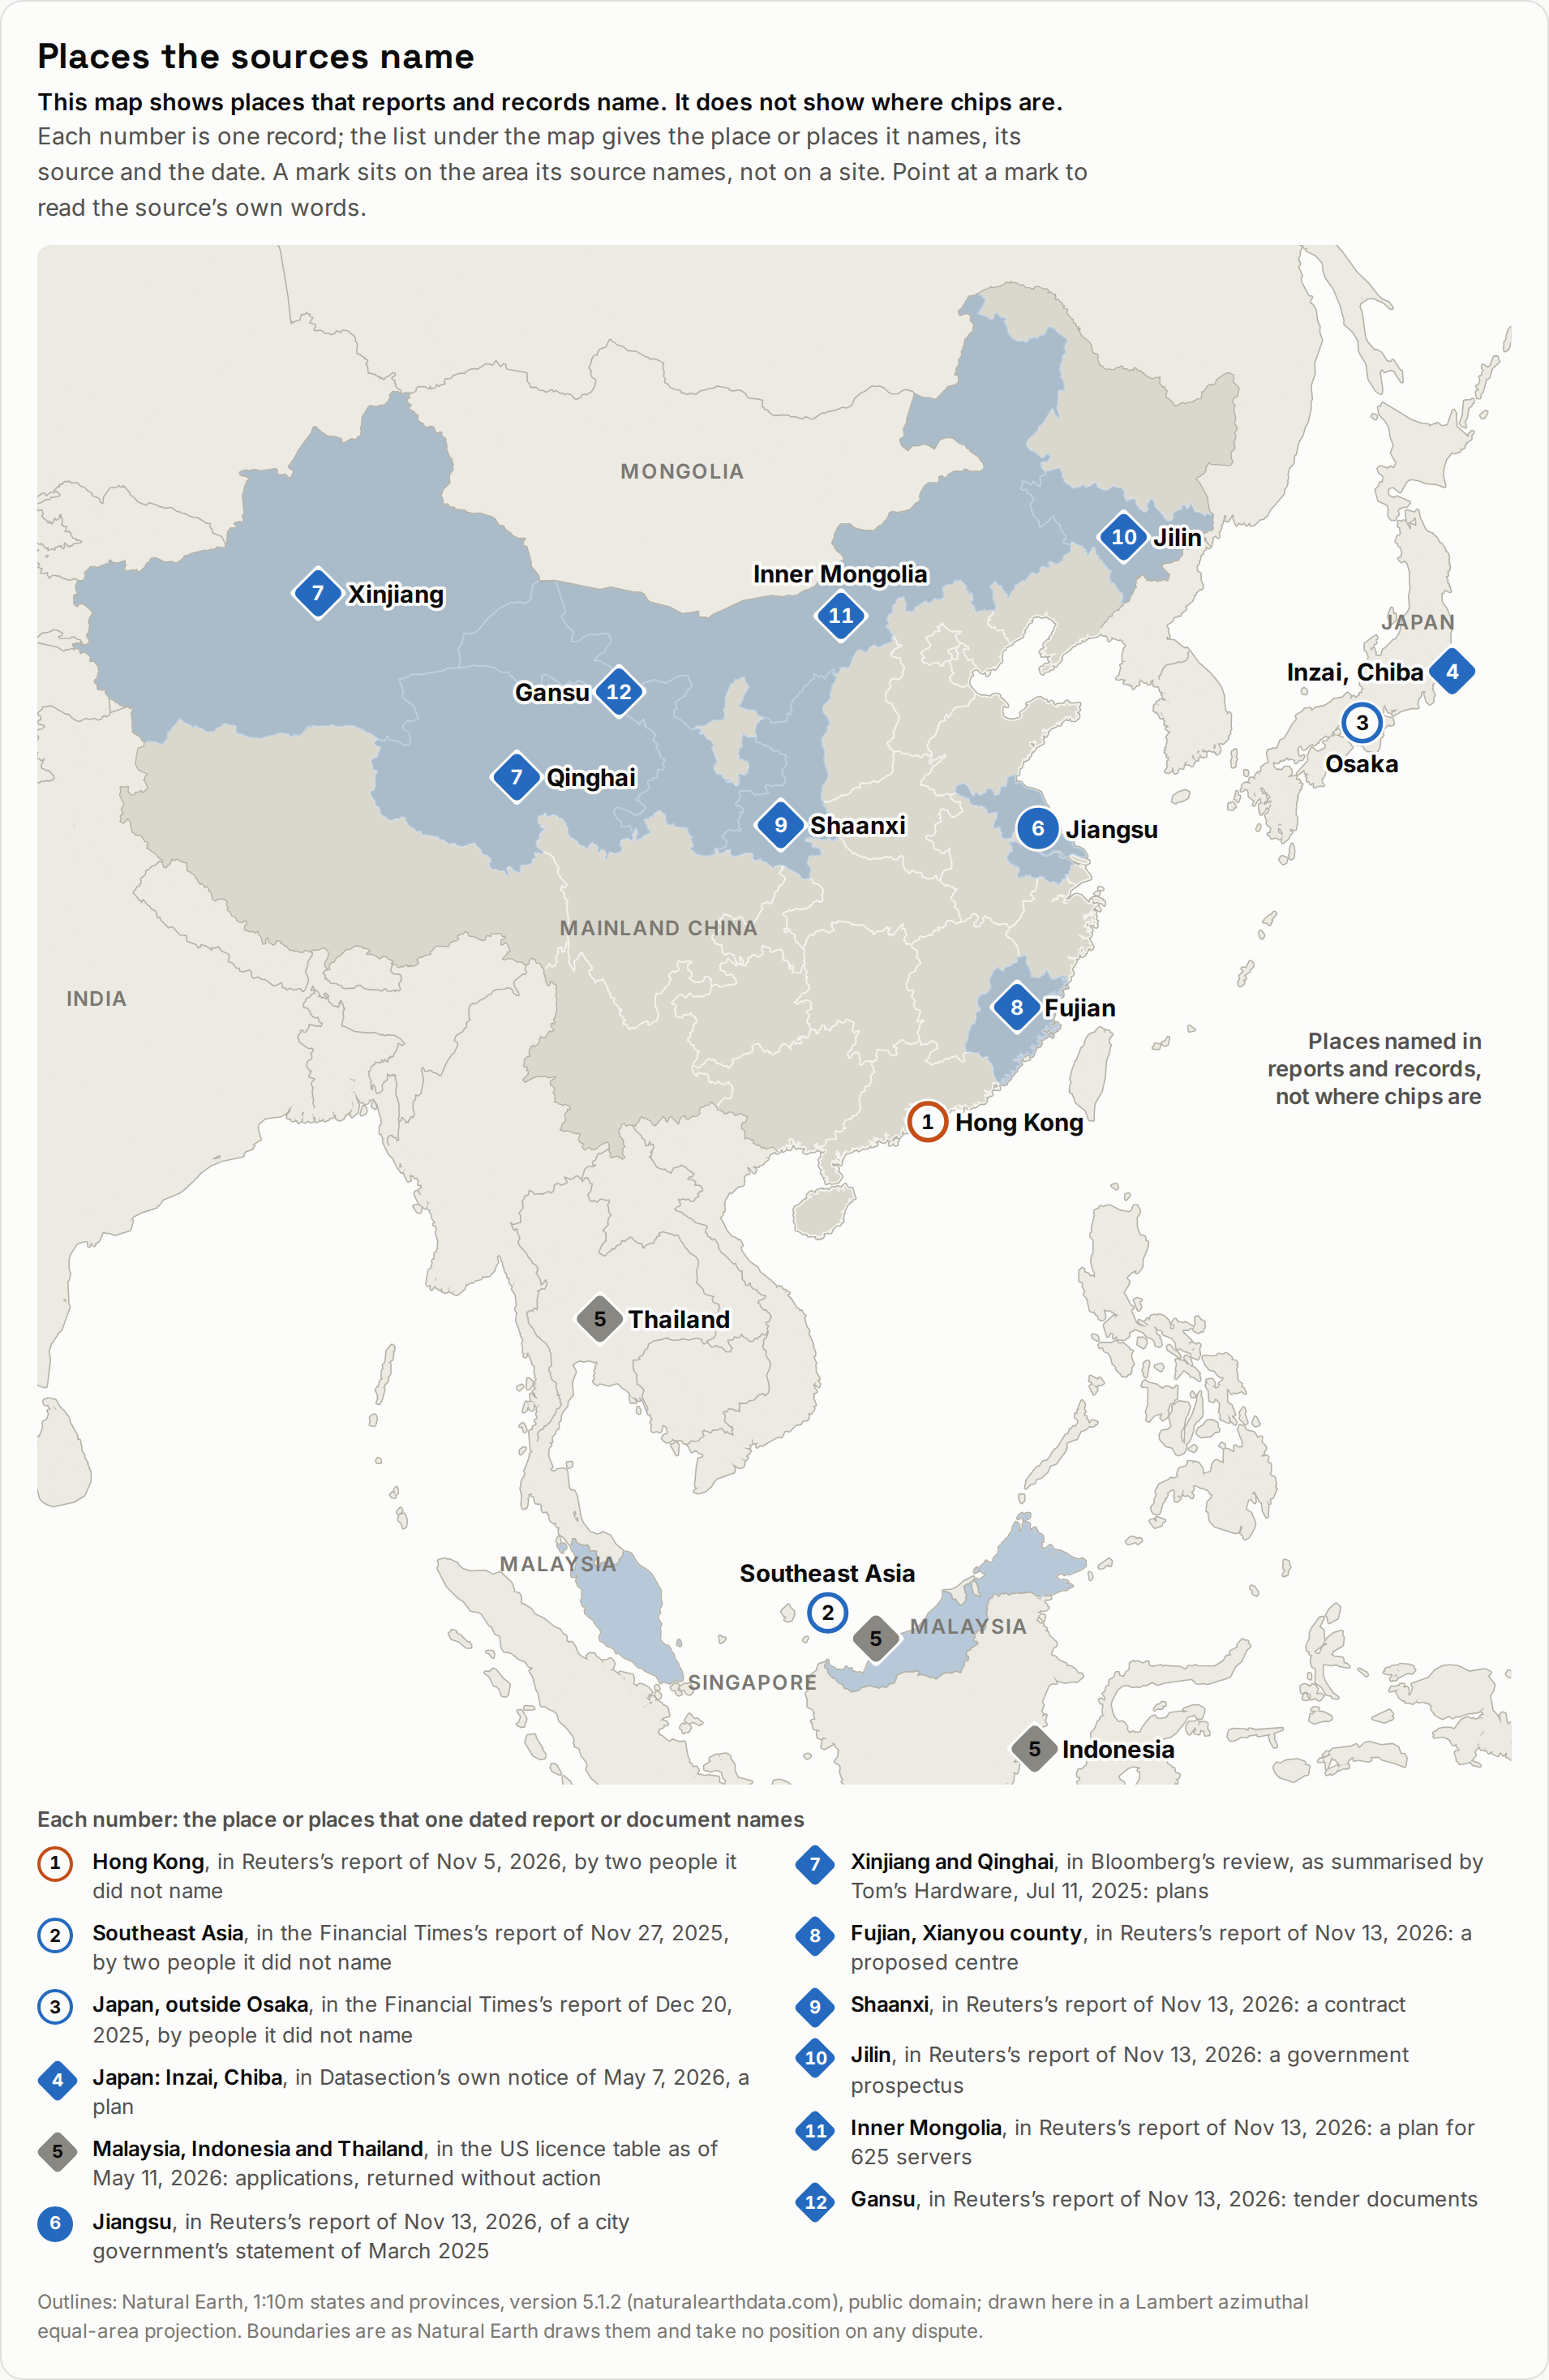 Places the sources name
This map shows places that reports and records name. It does not show where chips are.
Each number is one record; the list under the map gives the place or places it names, its
source and the date. A mark sits on the area its source names, not on a site. Point at a mark to
read the source’s own words.
MONGOLIA
10 Jilin
Inner Mongolia
7 Xinjiang
11
JAPAN
Inzai, Chiba 4
Gansu 12
3
Osaka
7 Qinghai
9 Shaanxi
6 Jiangsu
MAINLAND CHINA
INDIA
8 Fujian
Places named in
reports and records,
not where chips are
1 Hong Kong
5 Thailand
MALAYSIA
Southeast Asia
2
5
MALAYSIA
SINGAPORE
5 Indonesia
Each number: the place or places that one dated report or document names
1 Hong Kong, in Reuters’s report of Nov 5, 2026, by two people it
did not name
2 Southeast Asia, in the Financial Times’s report of Nov 27, 2025,
by two people it did not name
3 Japan, outside Osaka, in the Financial Times’s report of Dec 20,
2025, by people it did not name
4 Japan: Inzai, Chiba, in Datasection’s own notice of May 7, 2026, a
plan
5 Malaysia, Indonesia and Thailand, in the US licence table as of
May 11, 2026: applications, returned without action
6 Jiangsu, in Reuters’s report of Nov 13, 2026, of a city
government’s statement of March 2025
7 Xinjiang and Qinghai, in Bloomberg’s review, as summarised by
Tom’s Hardware, Jul 11, 2025: plans
8 Fujian, Xianyou county, in Reuters’s report of Nov 13, 2026: a
proposed centre
9 Shaanxi, in Reuters’s report of Nov 13, 2026: a contract
10 Jilin, in Reuters’s report of Nov 13, 2026: a government
prospectus
11 Inner Mongolia, in Reuters’s report of Nov 13, 2026: a plan for
625 servers
12 Gansu, in Reuters’s report of Nov 13, 2026: tender documents
Outlines: Natural Earth, 1:10m states and provinces, version 5.1.2 (naturalearthdata.com), public domain; drawn here in a Lambert azimuthal
equal-area projection. Boundaries are as Natural Earth draws them and take no position on any dispute.